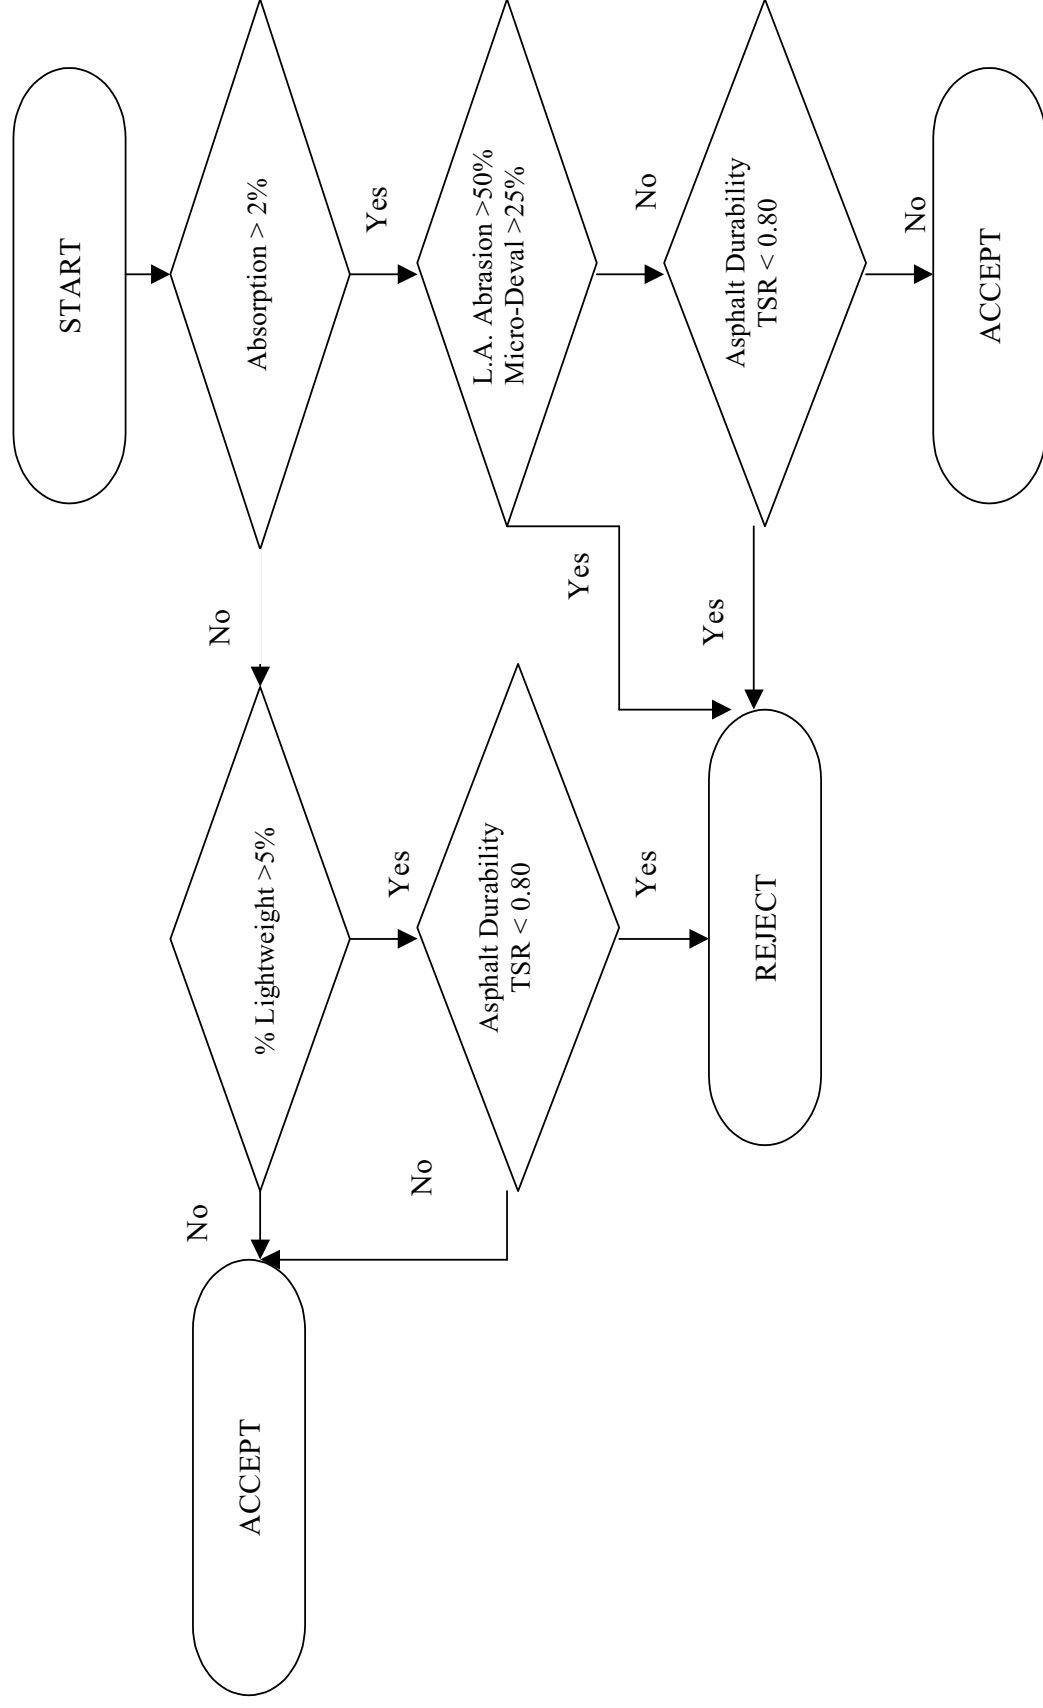 START
Absorption > 2%
Yes
No
L.A. Abrasion >50%
Micro-Deval >25%
No
Yes
Asphalt Durability
TSR < 0.80
No
Yes
ACCEPT
% Lightweight >5%
Yes
No
Asphalt Durability
TSR < 0.80
Yes
No
REJECT
ACCEPT